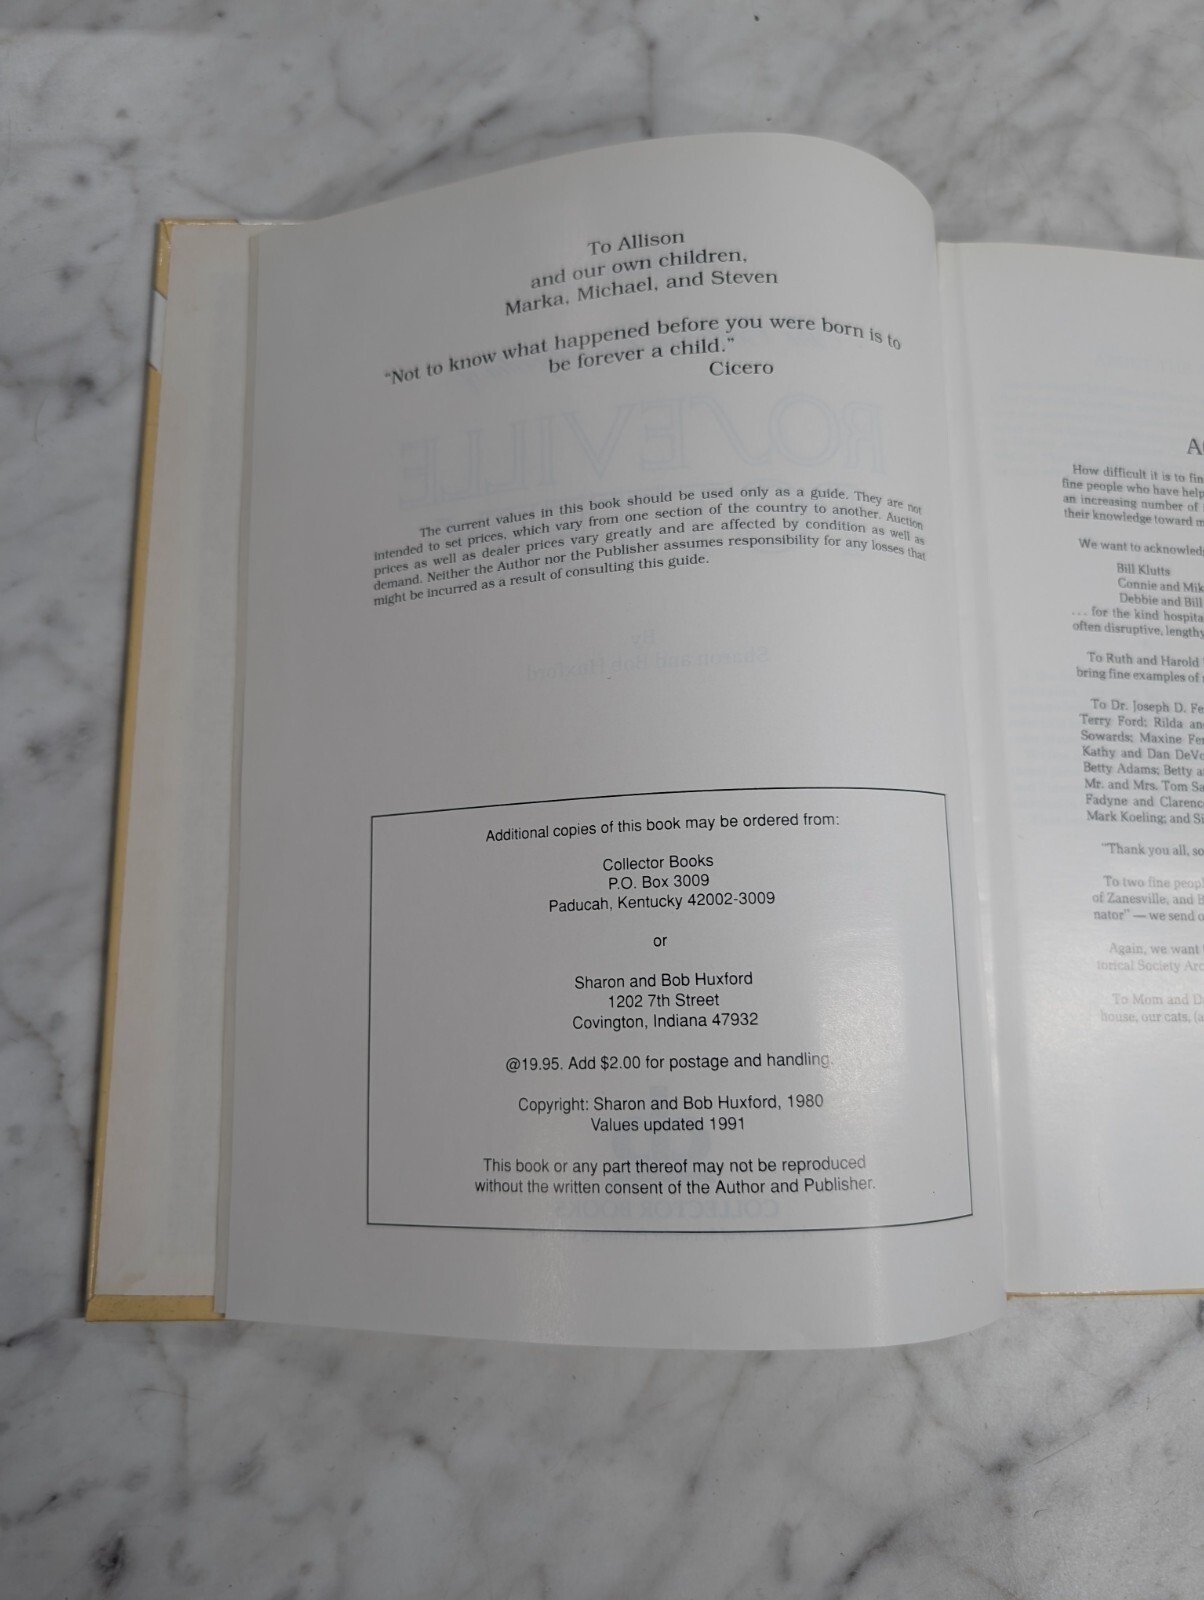 To Allison
and our own children,
Marka, Michael, and Steven
"Not to know what happened before you were born is to
be forever a child."
Cicero
ROSEVILLE
The current values in this book should be used only as a guide. They are not
intended to set prices, which vary from one section of the country to another. Auction
prices as well as dealer prices vary greatly and are affected by condition as well as
demand. Neither the Author nor the Publisher assumes responsibility for any losses that
might be incurred as a result of consulting this guide.
By
Sharon and Bob Huxford
Additional copies of this book may be ordered from:
Collector Books
P.O. Box 3009
Paducah, Kentucky 42002-3009
or
Sharon and Bob Huxford
1202 7th Street
Covington, Indiana 47932
@19.95. Add $2.00 for postage and handling.
Copyright: Sharon and Bob Huxford, 1980
Values updated 1991
This book or any part thereof may not be reproduced
without the written consent of the Author and Publisher.
COLLECTOR BOOKS
How difficult it is to fin
fine people who have help
an increasing number of
their knowledge toward m
We want to acknowledg
Bill Klutts
Connie and Mik
Debbie and Bill
... for the kind hospita
often disruptive, lengthy
To Ruth and Harold
bring fine examples of
To Dr. Joseph D. Fe
Terry Ford; Rilda an
Sowards; Maxine Fer
Kathy and Dan DeVo
Betty Adams; Betty a
Mr. and Mrs. Tom Sa
Fadyne and Clarenc
Mark Koeling; and Si
"Thank you all, so
To two fine peopl
of Zanesville, and B
nator" — we send o
Again, we want
torical Society Arc
To Mom and Da
house, our cats, (a